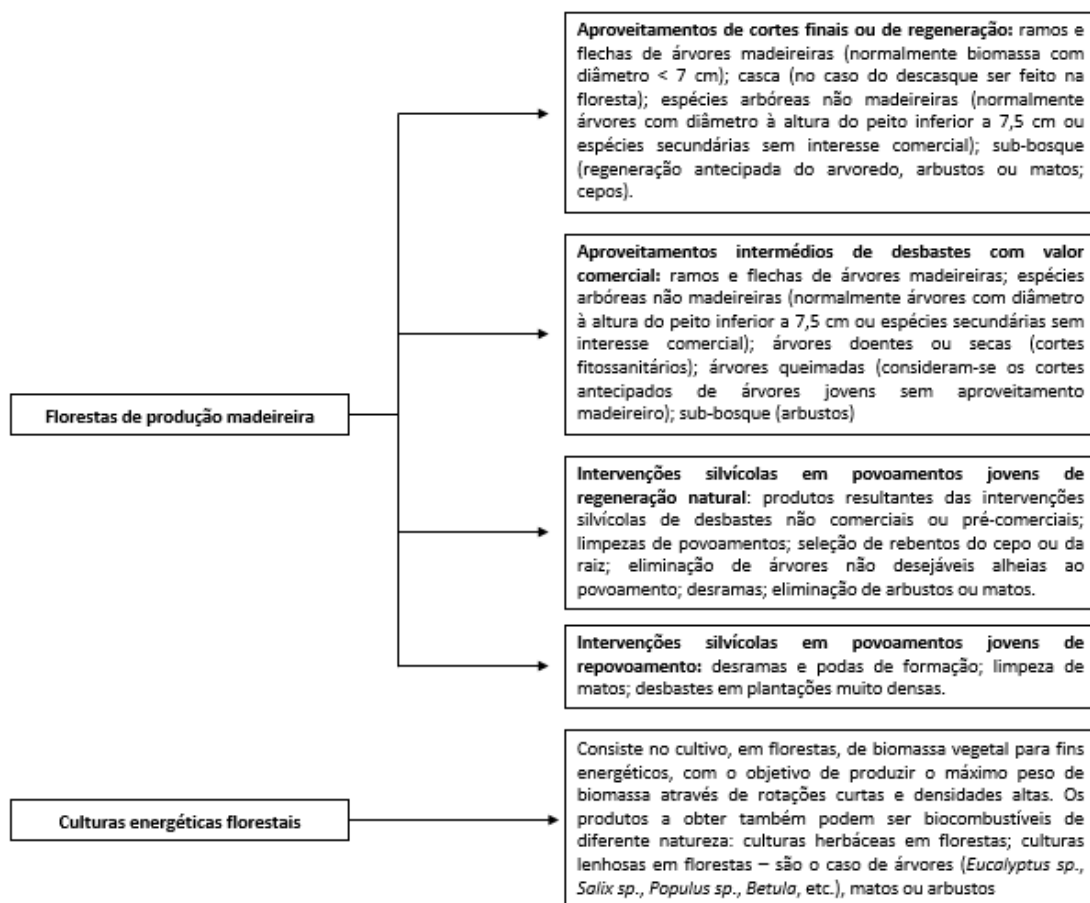 Aproveitamentos de cortes finais ou de regeneração: ramos e
flechas de árvores madeireiras (normalmente biomassa com
diâmetro < 7 cm); casca (no caso do descasque ser feito na
floresta); espécies arbóreas não madeireiras (normalmente
árvores com diâmetro à altura do peito inferior a 7,5 cm ou
espécies secundárias sem interesse comercial); sub-bosque
(regeneração antecipada do arvoredo, arbustos ou matos;
cepos).
Aproveitamentos intermédios de desbastes com valor
comercial: ramos e flechas de árvores madeireiras; espécies
arbóreas não madeireiras (normalmente árvores com diâmetro
à altura do peito inferior a 7,5 cm ou espécies secundárias sem
interesse comercial); árvores doentes ou secas (cortes
fitossanitários); árvores queimadas (consideram-se os cortes
antecipados de árvores jovens sem aproveitamento
madeireiro); sub-bosque (arbustos)
Florestas de produção madeireira
Intervenções silvícolas em povoamentos jovens de
regeneração natural: produtos resultantes das intervenções
silvícolas de desbastes não comerciais ou pré-comerciais;
limpezas de povoamentos; seleção de rebentos do cepo ou da
raiz; eliminação de árvores não desejáveis alheias ao
povoamento; desramas; eliminação de arbustos ou matos.
Intervenções silvícolas em povoamentos jovens de
repovoamento: desramas e podas de formação; limpeza de
matos; desbastes em plantações muito densas.
Culturas energéticas florestais
Consiste no cultivo, em florestas, de biomassa vegetal para fins
energéticos, com o objetivo de produzir o máximo peso de
biomassa através de rotações curtas e densidades altas. Os
produtos a obter também podem ser biocombustíveis de
diferente natureza: culturas herbáceas em florestas; culturas
lenhosas em florestas – são o caso de árvores (Eucalyptus sp.,
Salix sp., Populus sp., Betula, etc.), matos ou arbustos